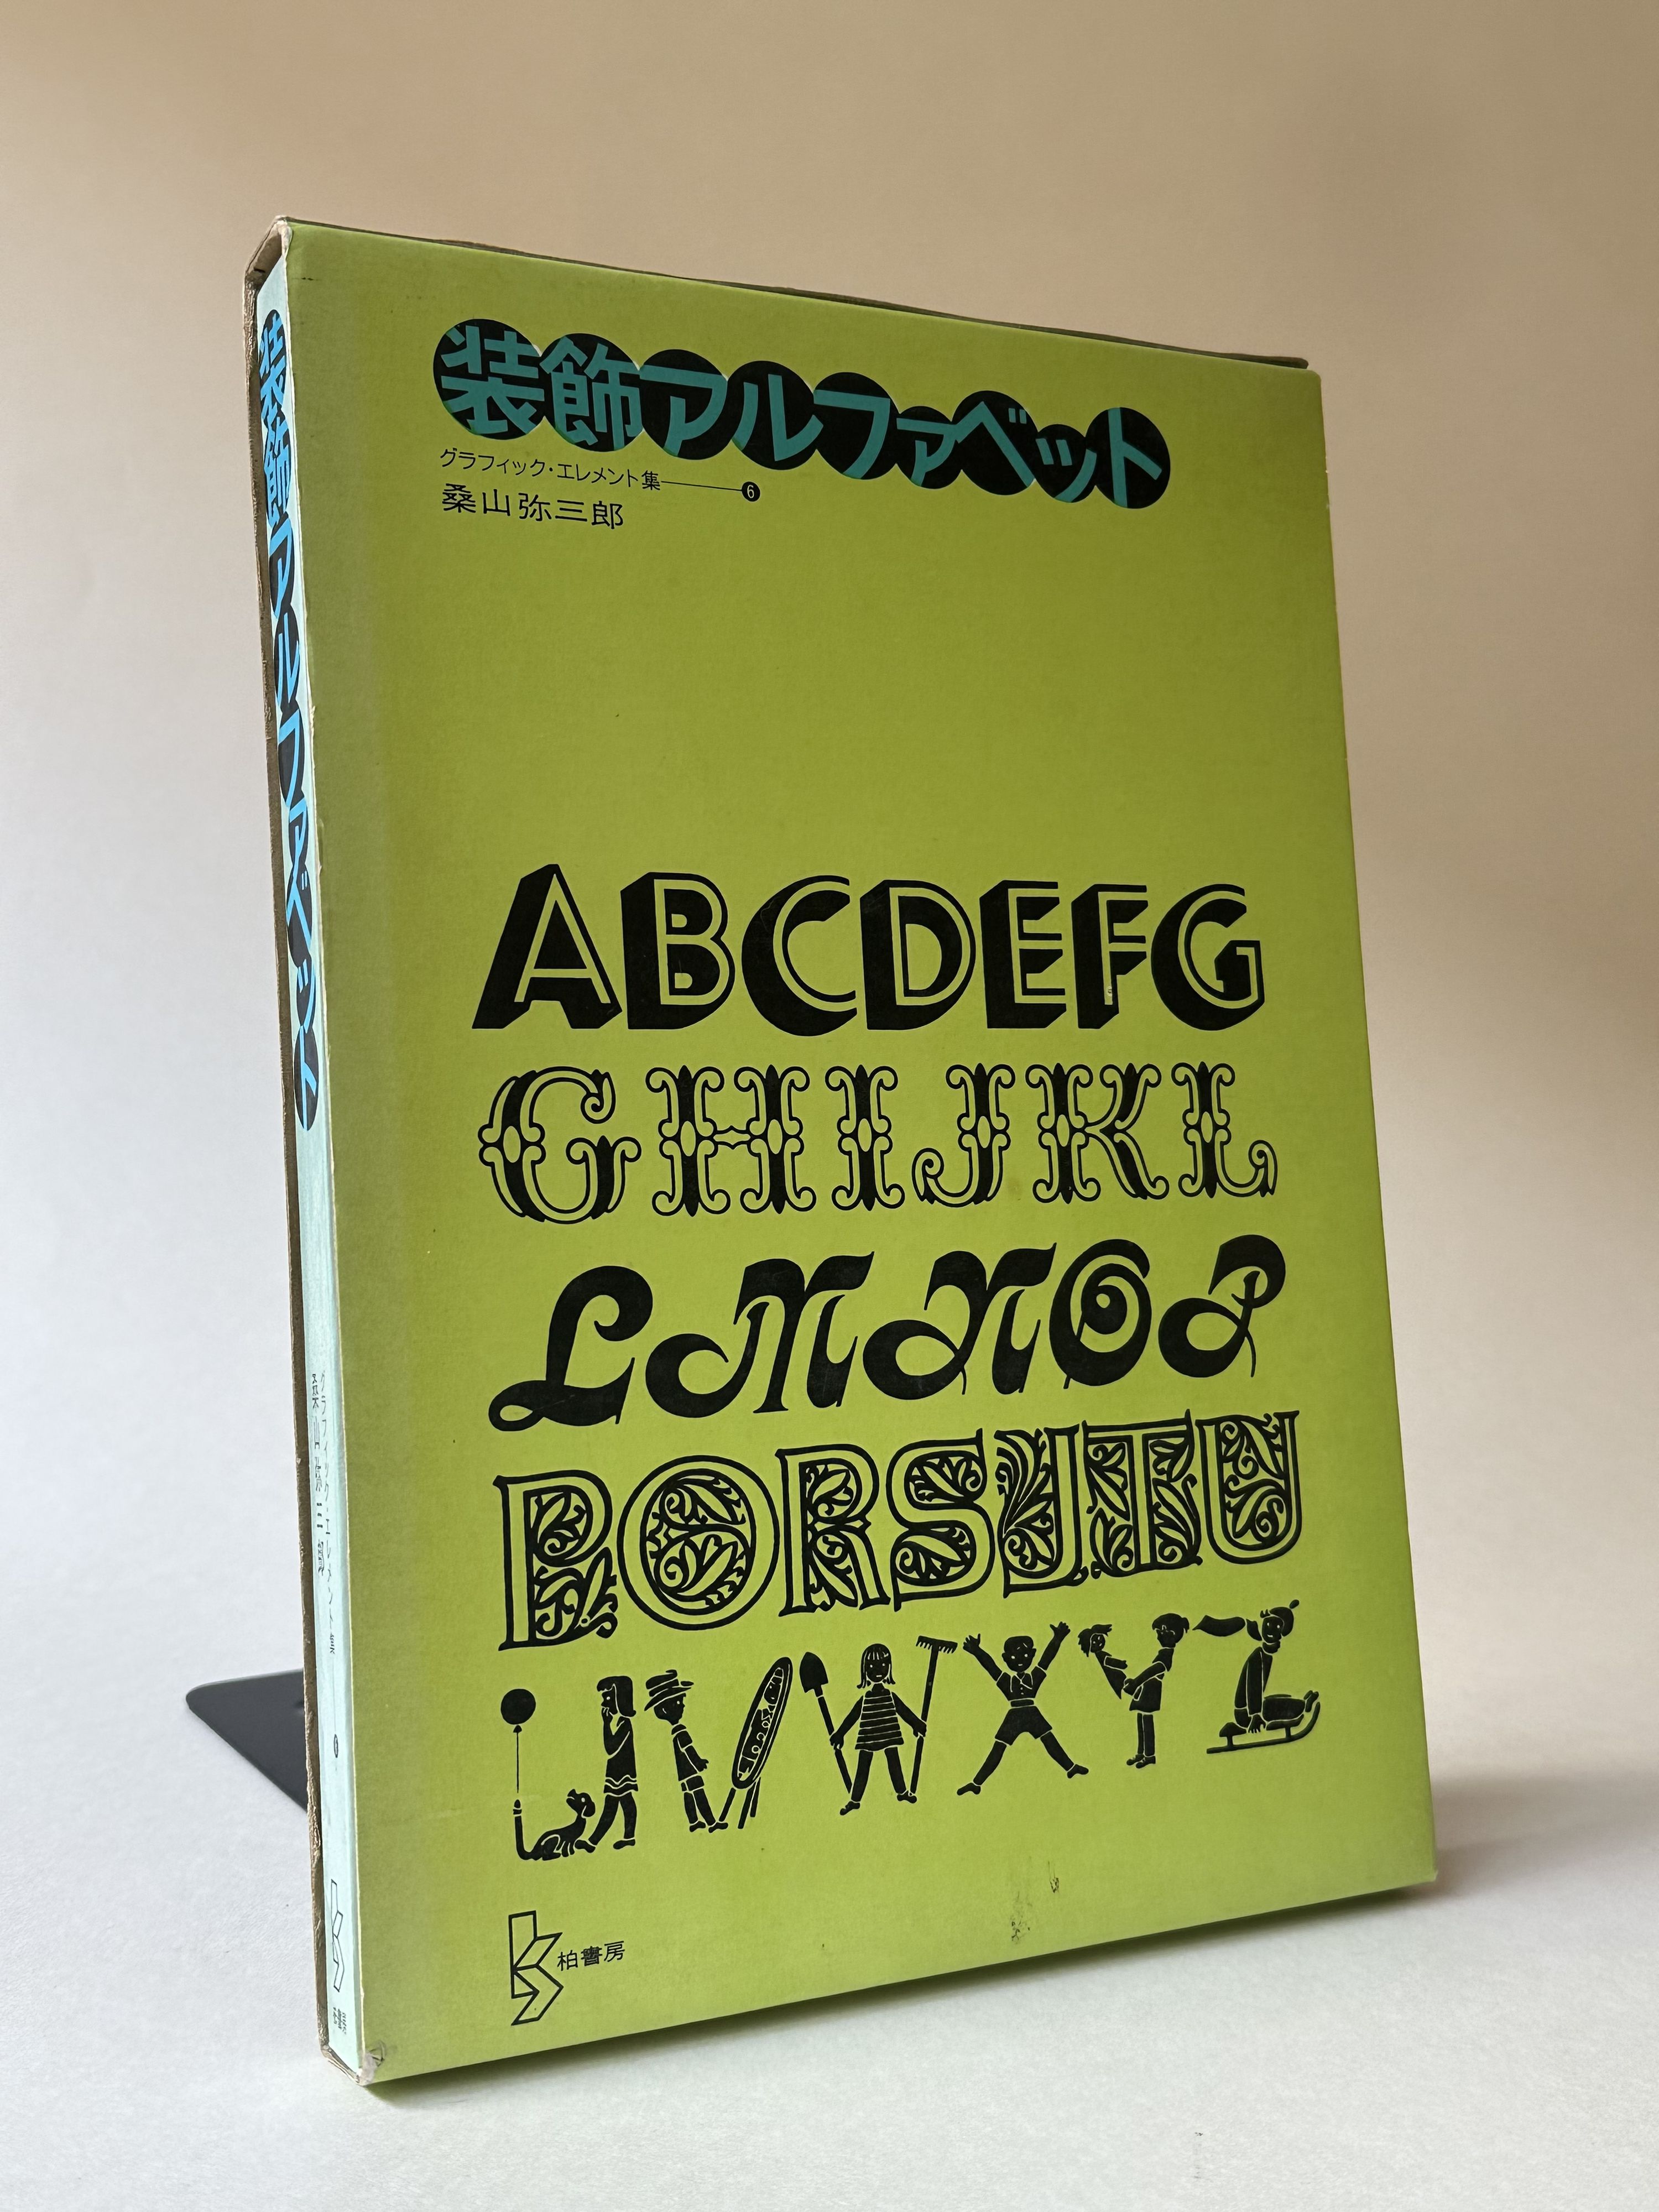 装飾アルファベット
グラフィック・エレメント集 6
桑山弥三郎
ABCDEFG
GHIJKL
LMNOP
PQRSIJTU
UVWXYZ
柏書房
装飾アルファベット